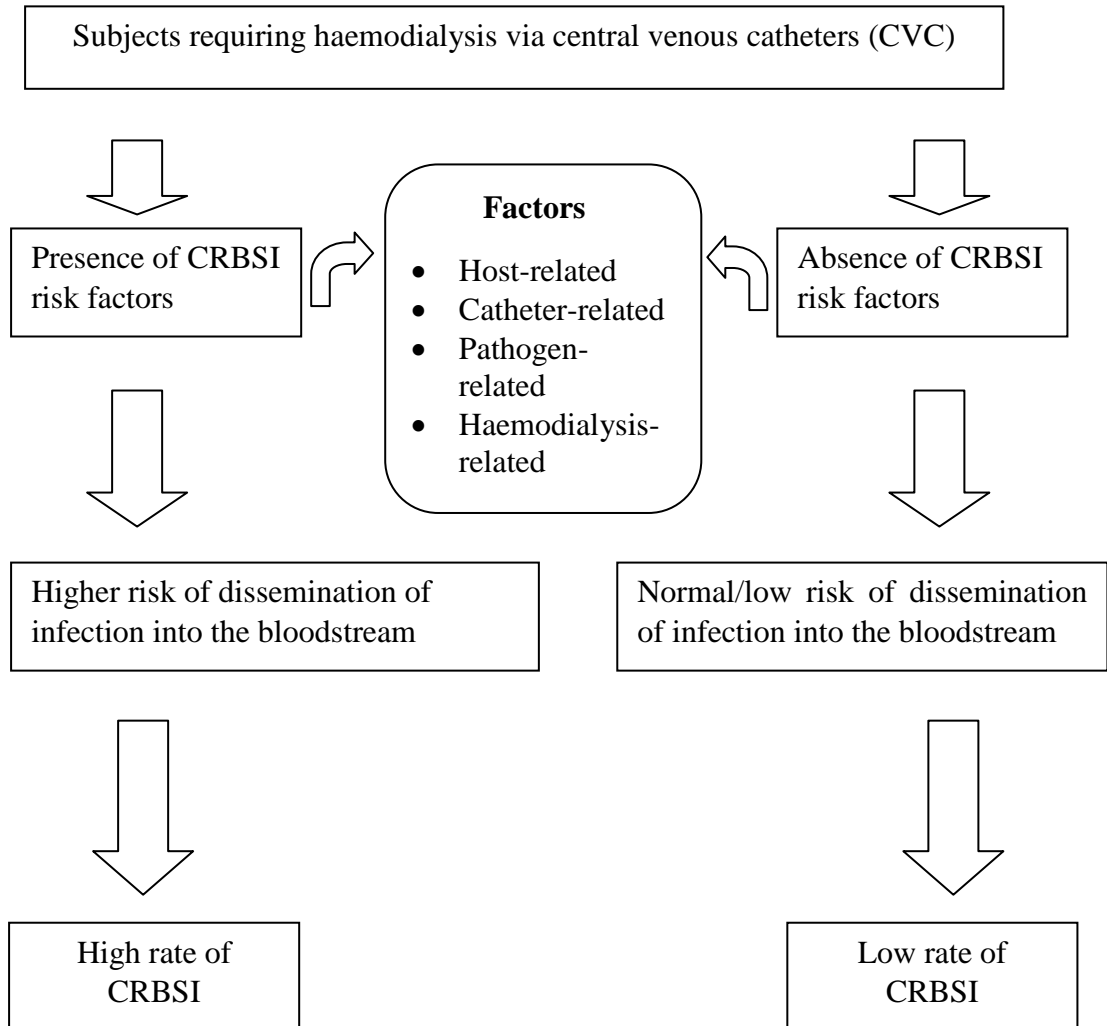 Subjects requiring haemodialysis via central venous catheters (CVC)
Presence of CRBSI
risk factors
Factors
• Host-related
• Catheter-related
• Pathogen-
related
• Haemodialysis-
related
Absence of CRBSI
risk factors
Higher risk of dissemination of
infection into the bloodstream
Normal/low risk of dissemination
of infection into the bloodstream
High rate of
CRBSI
Low rate of
CRBSI